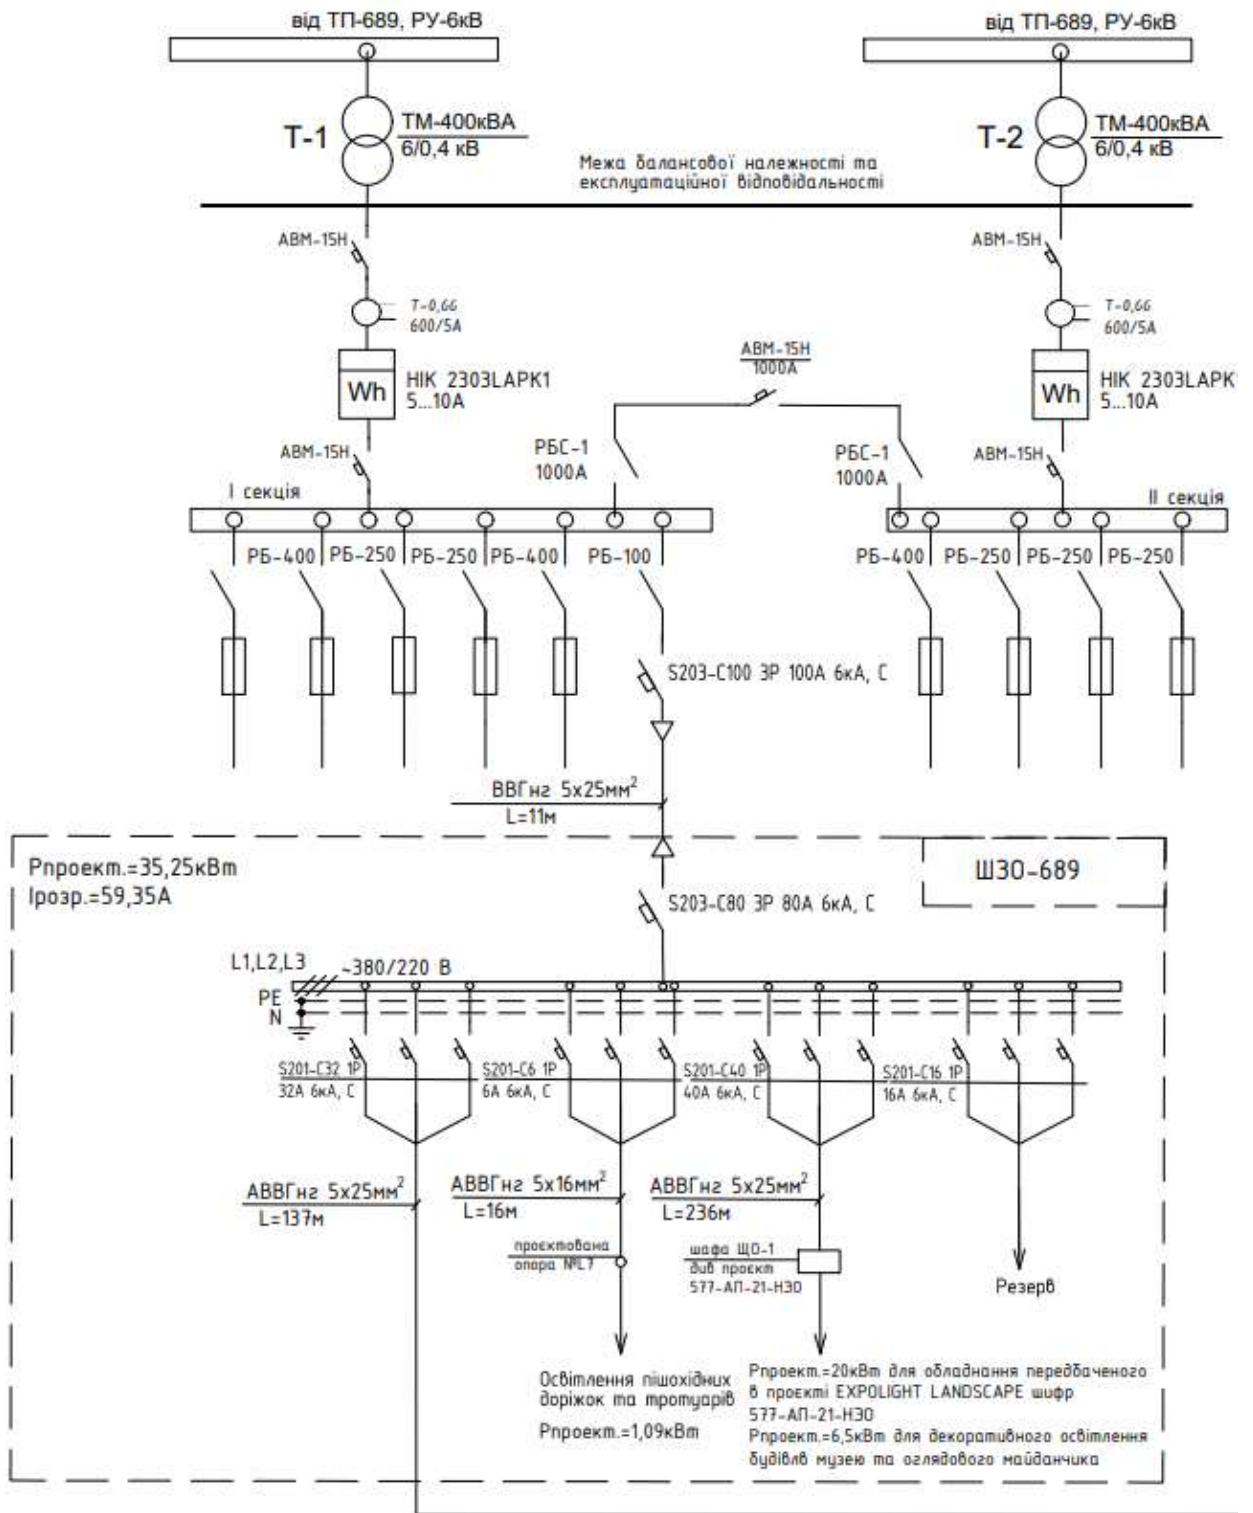 від ТП-689, РУ-6кВ
від ТП-689, РУ-6кВ
Т-1
ТМ-400кВА
6/0,4 кВ
Т-2
ТМ-400кВА
6/0,4 кВ
Межа балансової належності та
експлуатаційної відповідальності
АВМ-15Н
АВМ-15Н
Т-0,66
600/5А
Т-0,66
600/5А
АВМ-15Н
1000А
Wh
НІК 2303LАРК1
5...10А
Wh
НІК 2303LАРК1
5...10А
АВМ-15Н
РБС-1
1000А
РБС-1
1000А
АВМ-15Н
І секція
ІІ секція
РБ-400
РБ-250
РБ-250
РБ-400
РБ-100
РБ-400
РБ-250
РБ-250
РБ-250
S203-C100 3P 100А 6кА, С
ВВГнг 5х25мм²
L=11м
Рпроект.=35,25кВт
Ірозр.=59,35А
ШЗО-689
S203-C80 3P 80А 6кА, С
L1,L2,L3
~380/220 В
PE
N
S201-C32 1P
32А 6кА, С
S201-C6 1P
6А 6кА, С
S201-C40 1P
40А 6кА, С
S201-C16 1P
16А 6кА, С
АВВГнг 5х25мм²
L=137м
АВВГнг 5х16мм²
L=16м
АВВГнг 5х25мм²
L=236м
проєктована
опора №L7
шафа ЩО-1
див проєкт
577-АП-21-НЗО
Резерв
Освітлення пішохідних
доріжок та тротуарів
Рпроект.=1,09кВт
Рпроект.=20кВт для обладнання передбаченого
в проєкті EXPOLIGHT LANDSCAPE шифр
577-АП-21-НЗО
Рпроект.=6,5кВт для декоративного освітлення
будівлв музею та оглядового майданчика